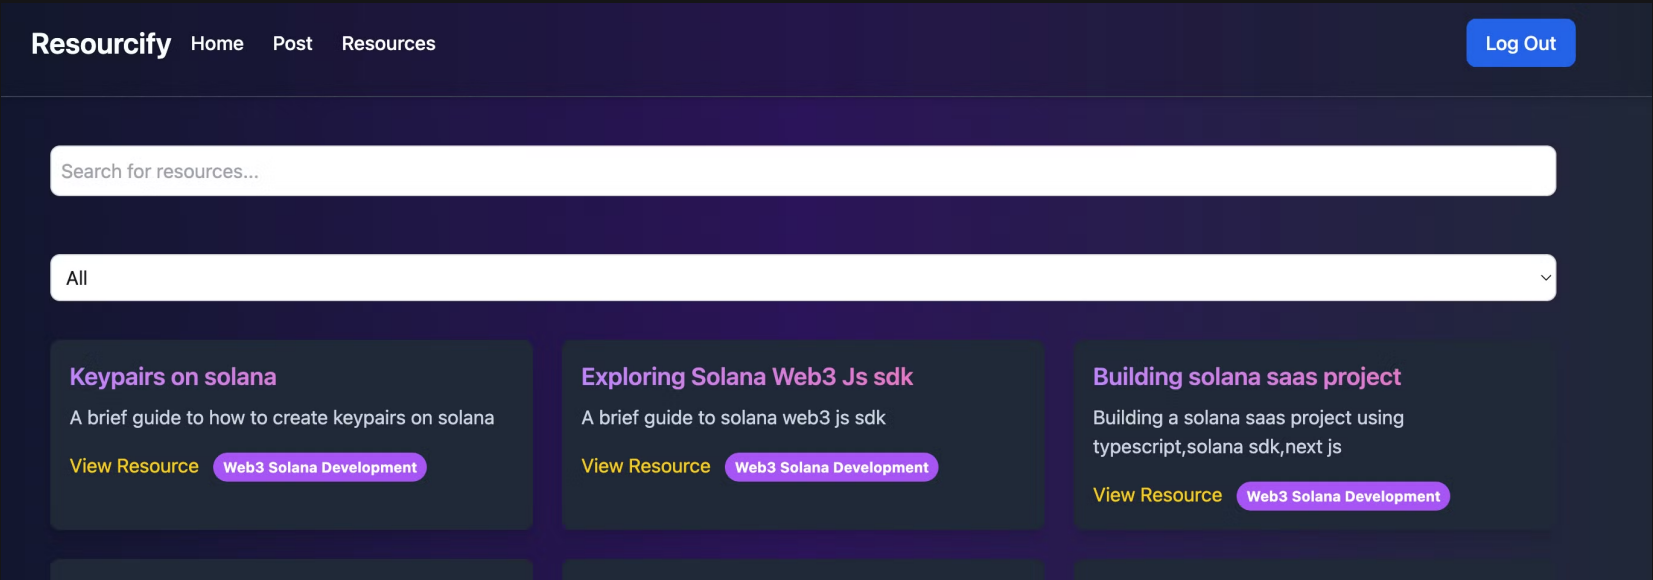 Resourcify Home Post Resources Log Out
Search for resources...
All
Keypairs on solana
A brief guide to how to create keypairs on solana
View Resource Web3 Solana Development
Exploring Solana Web3 Js sdk
A brief guide to solana web3 js sdk
View Resource Web3 Solana Development
Building solana saas project
Building a solana saas project using
typescript,solana sdk,next js
View Resource Web3 Solana Development